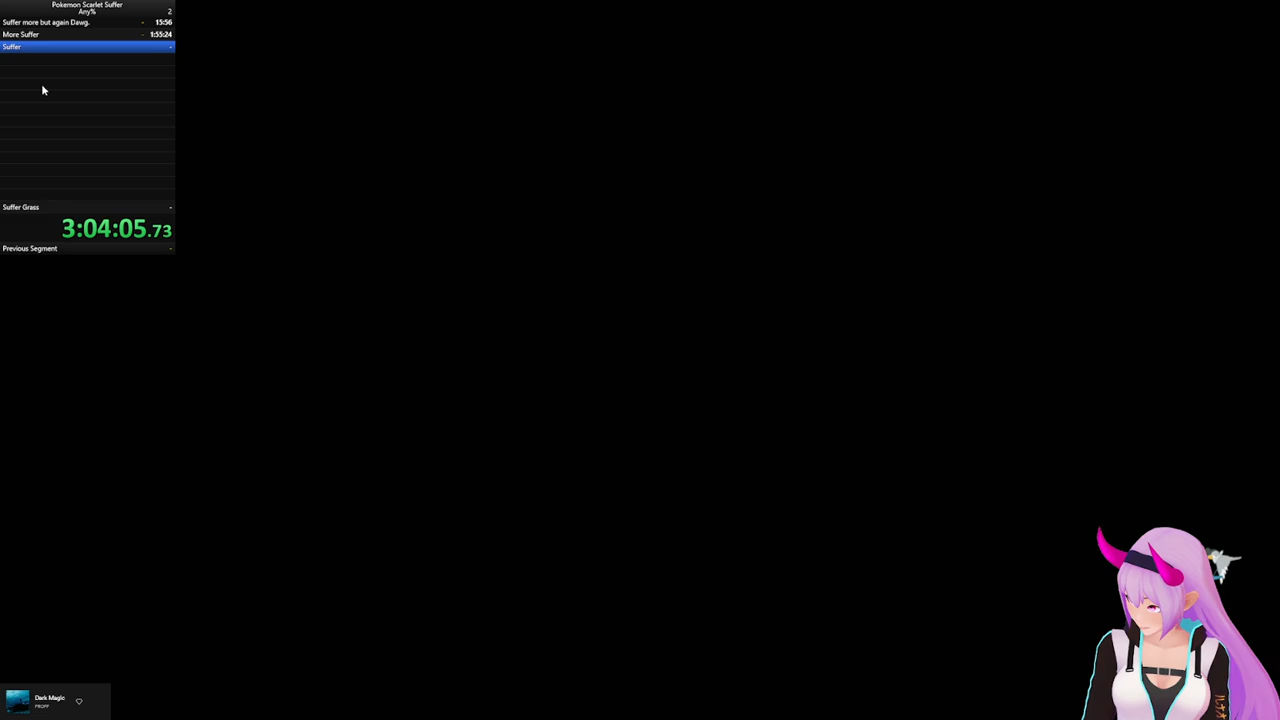 Pokemon Scarlet Suffer
Any%
2
Suffer more but again Dawg. - 15:56
More Suffer - 1:55:24
Suffer -
Suffer Grass -
3:04:05.73
Previous Segment -
Dark Magic
PROFF